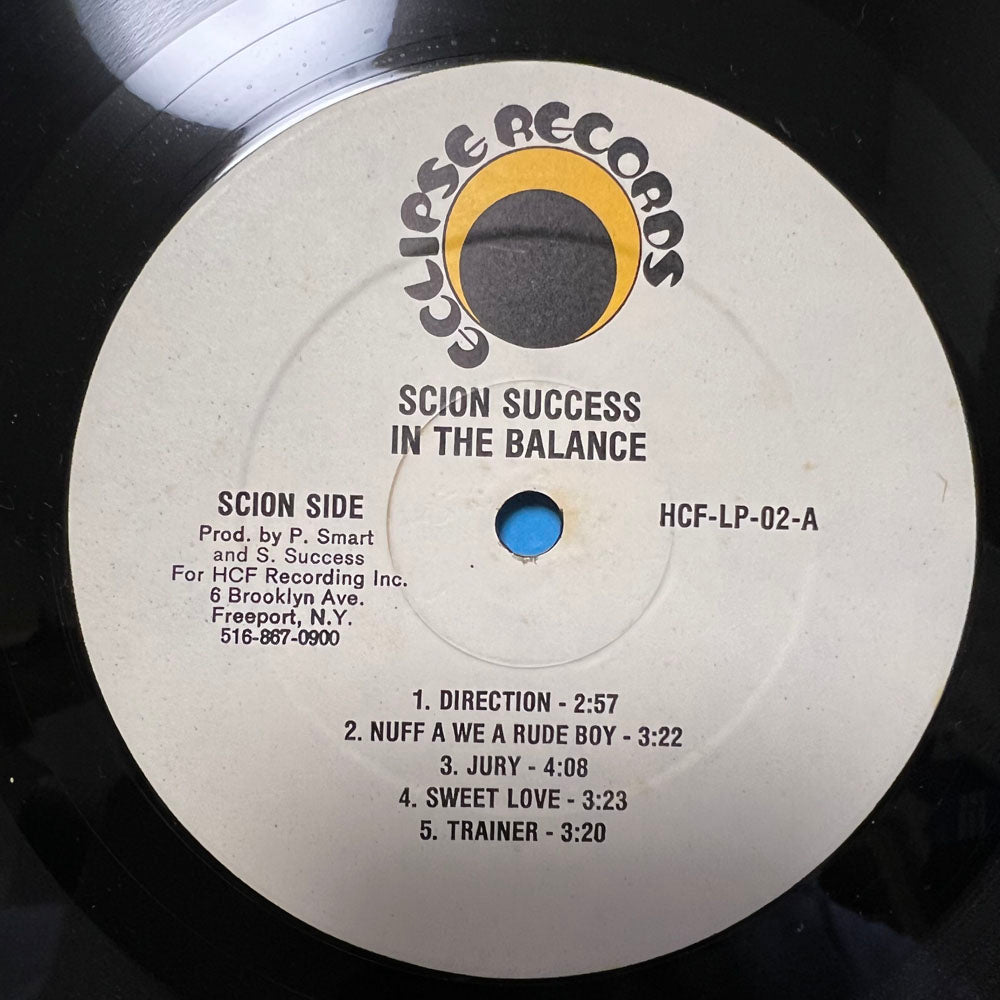 ECLIPSE RECORDS
SCION SUCCESS
IN THE BALANCE
SCION SIDE
Prod. by P. Smart
and S. Success
For HCF Recording Inc.
6 Brooklyn Ave.
Freeport, N.Y.
516-867-0900
HCF-LP-02-A
1. DIRECTION - 2:57
2. NUFF A WE A RUDE BOY - 3:22
3. JURY - 4:08
4. SWEET LOVE - 3:23
5. TRAINER - 3:20